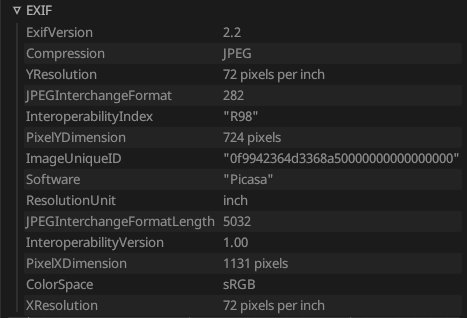 EXIF
ExifVersion 2.2
Compression JPEG
YResolution 72 pixels per inch
JPEGInterchangeFormat 282
InteroperabilityIndex "R98"
PixelYDimension 724 pixels
ImageUniqueID "0f9942364d3368a50000000000000000"
Software "Picasa"
ResolutionUnit inch
JPEGInterchangeFormatLength 5032
InteroperabilityVersion 1.00
PixelXDimension 1131 pixels
ColorSpace sRGB
XResolution 72 pixels per inch